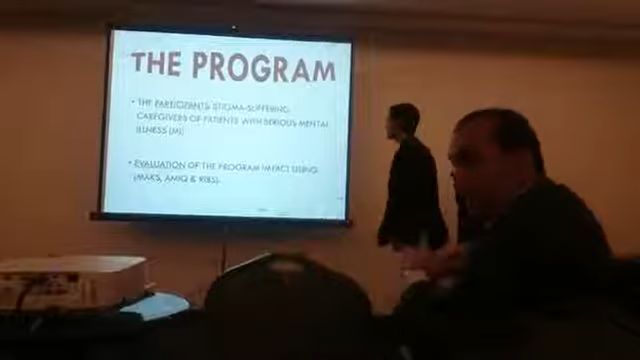 THE PROGRAM
• THE PARTICIPANTS: STIGMA-SUFFERING
CAREGIVERS OF PATIENTS WITH SERIOUS MENTAL
ILLNESS (MI)
• EVALUATION OF THE PROGRAM IMPACT USING
(MAKS, AMIQ & RIBS)